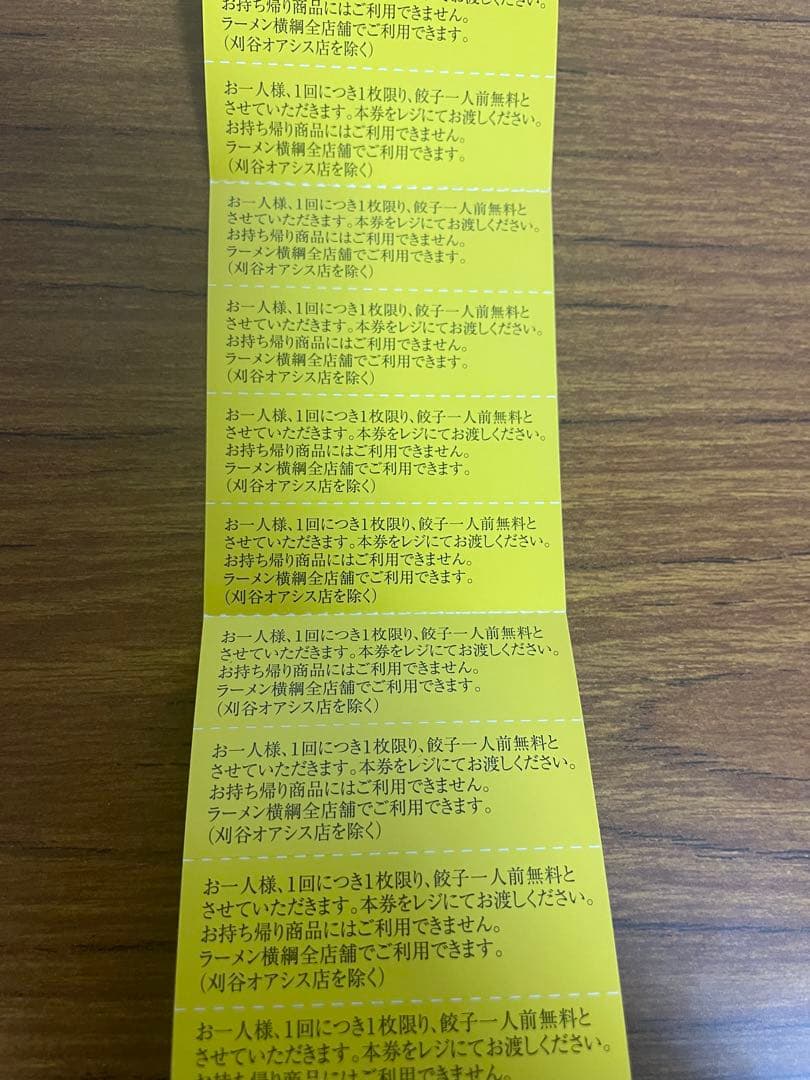 お持ち帰り商品にはご利用できません。
ラーメン横綱全店舗でご利用できます。
(刈谷オアシス店を除く)
お一人様、1回につき1枚限り、餃子一人前無料と
させていただきます。本券をレジにてお渡しください。
お持ち帰り商品にはご利用できません。
ラーメン横綱全店舗でご利用できます。
(刈谷オアシス店を除く)
お一人様、1回につき1枚限り、餃子一人前無料と
させていただきます。本券をレジにてお渡しください。
お持ち帰り商品にはご利用できません。
ラーメン横綱全店舗でご利用できます。
(刈谷オアシス店を除く)
お一人様、1回につき1枚限り、餃子一人前無料と
させていただきます。本券をレジにてお渡しください。
お持ち帰り商品にはご利用できません。
ラーメン横綱全店舗でご利用できます。
(刈谷オアシス店を除く)
お一人様、1回につき1枚限り、餃子一人前無料と
させていただきます。本券をレジにてお渡しください。
お持ち帰り商品にはご利用できません。
ラーメン横綱全店舗でご利用できます。
(刈谷オアシス店を除く)
お一人様、1回につき1枚限り、餃子一人前無料と
させていただきます。本券をレジにてお渡しください。
お持ち帰り商品にはご利用できません。
ラーメン横綱全店舗でご利用できます。
(刈谷オアシス店を除く)
お一人様、1回につき1枚限り、餃子一人前無料と
させていただきます。本券をレジにてお渡しください。
お持ち帰り商品にはご利用できません。
ラーメン横綱全店舗でご利用できます。
(刈谷オアシス店を除く)
お一人様、1回につき1枚限り、餃子一人前無料と
させていただきます。本券をレジにてお渡しください。
お持ち帰り商品にはご利用できません。
ラーメン横綱全店舗でご利用できます。
(刈谷オアシス店を除く)
お一人様、1回につき1枚限り、餃子一人前無料と
させていただきます。本券をレジにてお渡しください。
お持ち帰り商品にはご利用できません。
ラーメン横綱全店舗でご利用できます。
(刈谷オアシス店を除く)
お一人様、1回につき1枚限り、餃子一人前無料と
させていただきます。本券をレジにてお渡しください。
お持ち帰り商品にはご利用できません。